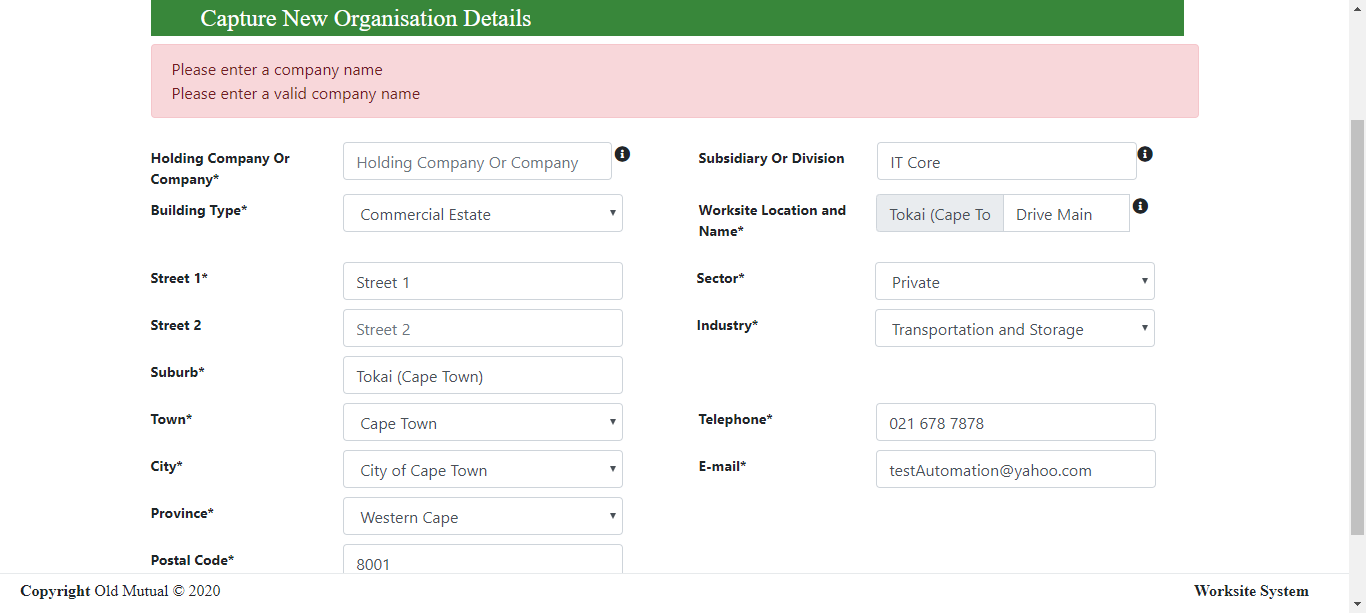 Capture New Organisation Details
Please enter a company name
Please enter a valid company name
Holding Company Or
Company*
Holding Company Or Company
Subsidiary Or Division
IT Core
Building Type*
Commercial Estate
Worksite Location and
Name*
Tokai (Cape To
Drive Main
Street 1*
Street 1
Sector*
Private
Street 2
Street 2
Industry*
Transportation and Storage
Suburb*
Tokai (Cape Town)
Town*
Cape Town
Telephone*
021 678 7878
City*
City of Cape Town
E-mail*
testAutomation@yahoo.com
Province*
Western Cape
Postal Code*
8001
Copyright Old Mutual © 2020
Worksite System